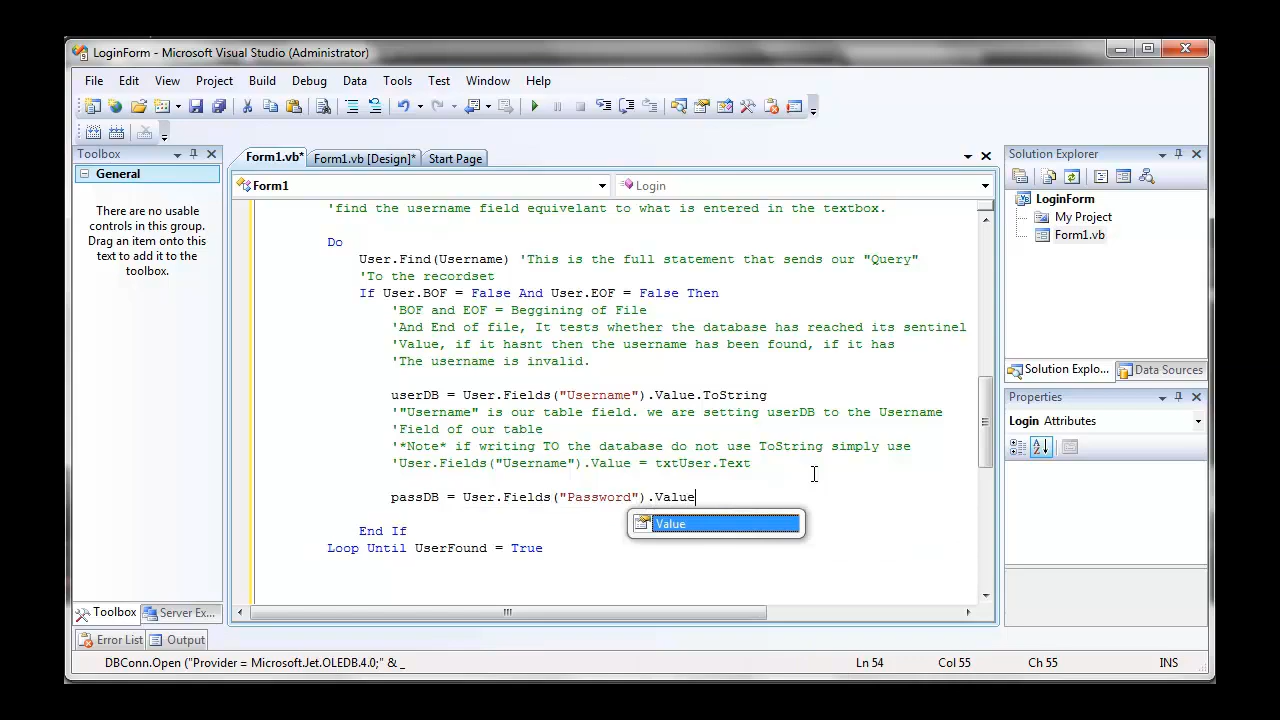 LoginForm - Microsoft Visual Studio (Administrator)
File Edit View Project Build Debug Data Tools Test Window Help
Toolbox
General
There are no usable
controls in this group.
Drag an item onto this
text to add it to the
toolbox.
Toolbox Server Ex...
Form1.vb* Form1.vb [Design]* Start Page
Form1 Login
'find the username field equivelant to what is entered in the textbox.
Do
User.Find(Username) 'This is the full statement that sends our "Query"
'To the recordset
If User.BOF = False And User.EOF = False Then
'BOF and EOF = Beggining of File
'And End of file, It tests whether the database has reached its sentinel
'Value, if it hasnt then the username has been found, if it has
'The username is invalid.
userDB = User.Fields("Username").Value.ToString
'"Username" is our table field. we are setting userDB to the Username
'Field of our table
'*Note* if writing TO the database do not use ToString simply use
'User.Fields("Username").Value = txtUser.Text
passDB = User.Fields("Password").Value
Value
End If
Loop Until UserFound = True
Solution Explorer
LoginForm
My Project
Form1.vb
Solution Explo... Data Sources
Properties
Login Attributes
Error List Output
DBConn.Open ("Provider = Microsoft.Jet.OLEDB.4.0;" & _ Ln 54 Col 55 Ch 55 INS